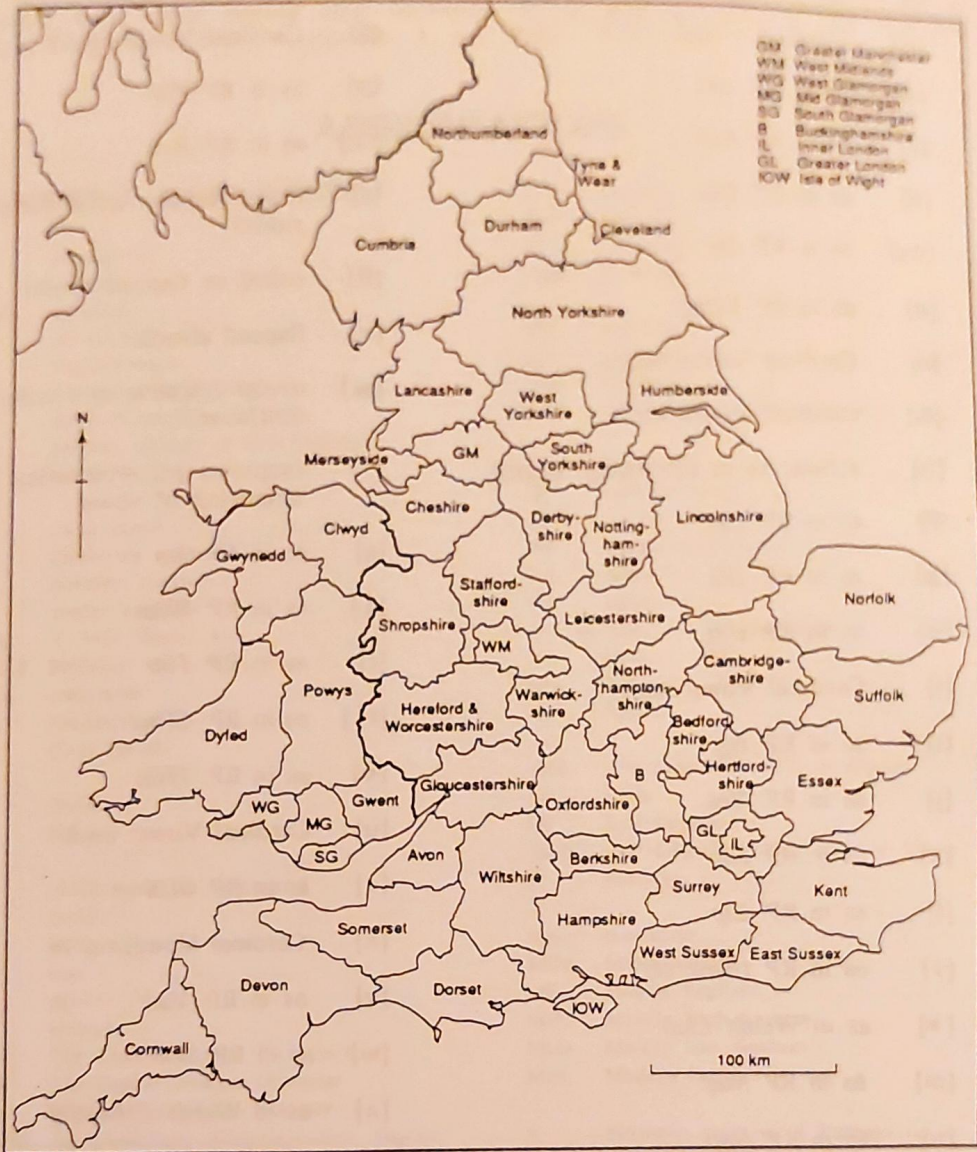 GM Greater Manchester
WM West Midlands
WG West Glamorgan
MG Mid Glamorgan
SG South Glamorgan
B Buckinghamshire
IL Inner London
GL Greater London
IOW Isle of Wight
Northumberland
Tyne &
Wear
Durham
Cleveland
Cumbria
North Yorkshire
Lancashire
West
Yorkshire
Humberside
N
Merseyside
GM
South
Yorkshire
Cheshire
Derby-
shire
Notting-
ham-
shire
Lincolnshire
Clwyd
Gwynedd
Stafford-
shire
Shropshire
Leicestershire
Norfolk
WM
Powys
Hereford &
Worcestershire
Warwick-
shire
North-
hampton-
shire
Cambridge-
shire
Suffolk
Dyfed
Bedford
shire
Hertford-
shire
Essex
B
Gloucestershire
Oxfordshire
WG
MG
SG
Gwent
GL
IL
Avon
Wiltshire
Berkshire
Surrey
Kent
Somerset
Hampshire
West Sussex
East Sussex
Devon
Dorset
IOW
Cornwall
100 km